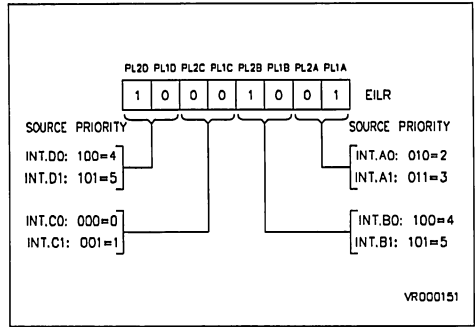 PL2D PL1D PL2C PL1C PL2B PL1B PL2A PL1A
1 0 0 0 1 0 0 1 EILR
SOURCE PRIORITY SOURCE PRIORITY
INT.D0: 100=4
INT.D1: 101=5
INT.A0: 010=2
INT.A1: 011=3
INT.C0: 000=0
INT.C1: 001=1
INT.B0: 100=4
INT.B1: 101=5
VR000151